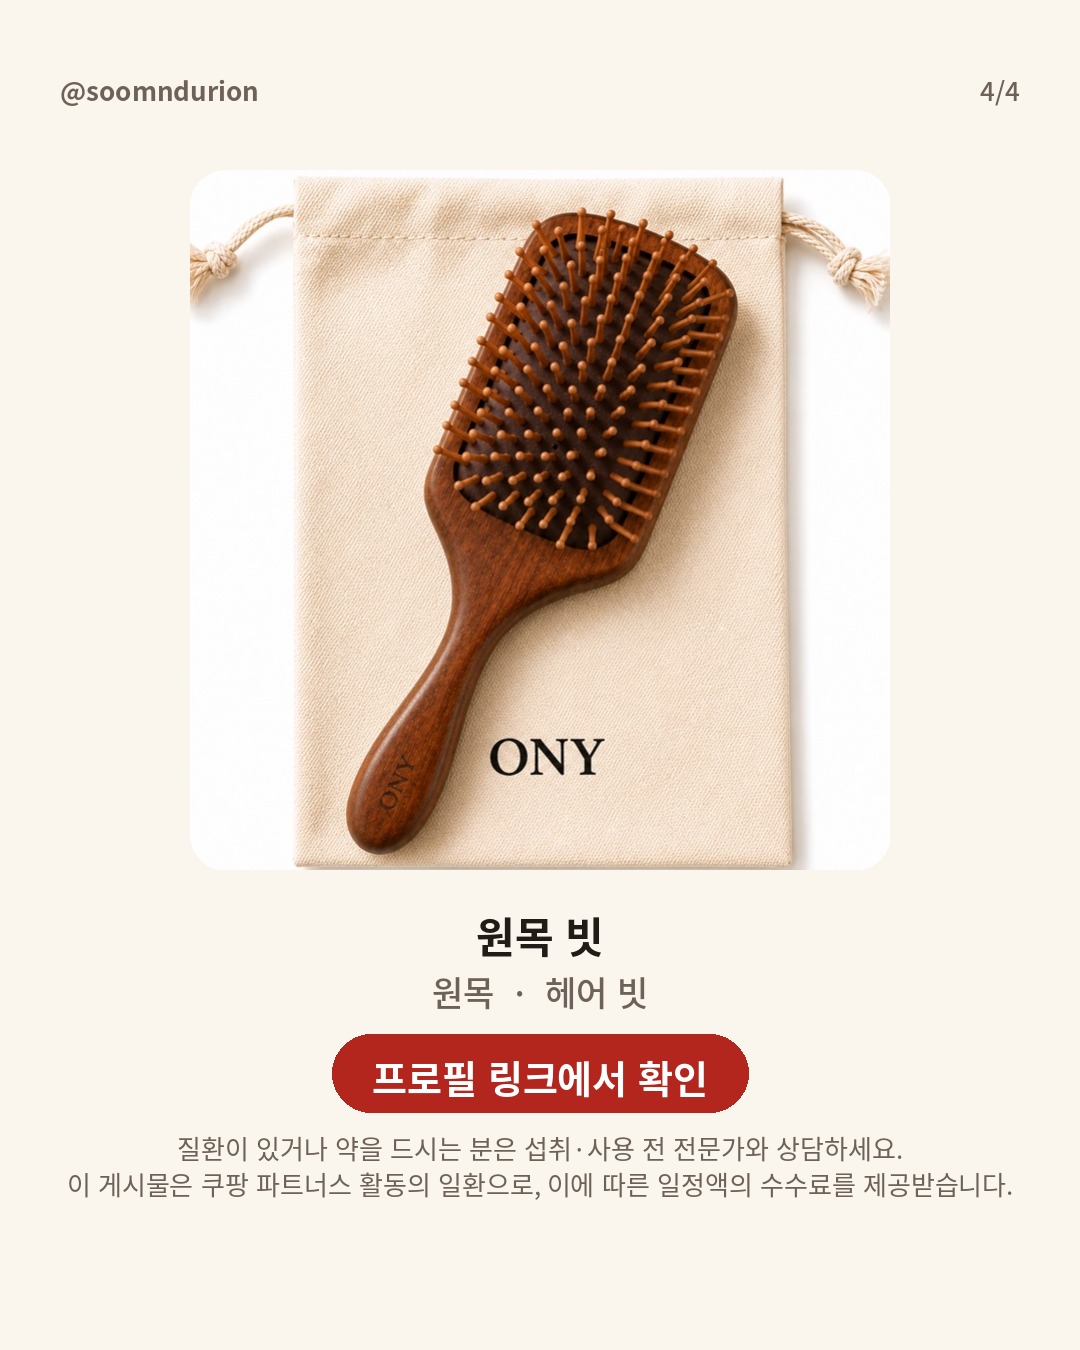 @soomndurion
4/4
ONY
ONY
원목 빗
원목 · 헤어 빗
프로필 링크에서 확인
질환이 있거나 약을 드시는 분은 섭취·사용 전 전문가와 상담하세요.
이 게시물은 쿠팡 파트너스 활동의 일환으로, 이에 따른 일정액의 수수료를 제공받습니다.